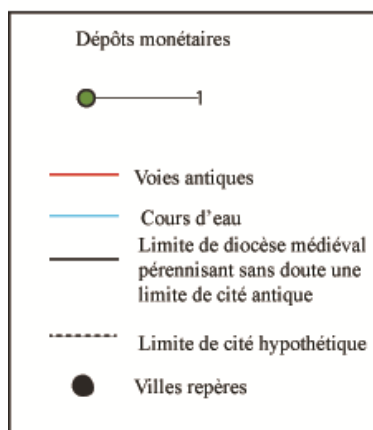 Dépôts monétaires
1
Voies antiques
Cours d'eau
Limite de diocèse médiéval
pérennisant sans doute une
limite de cité antique
Limite de cité hypothétique
Villes repères